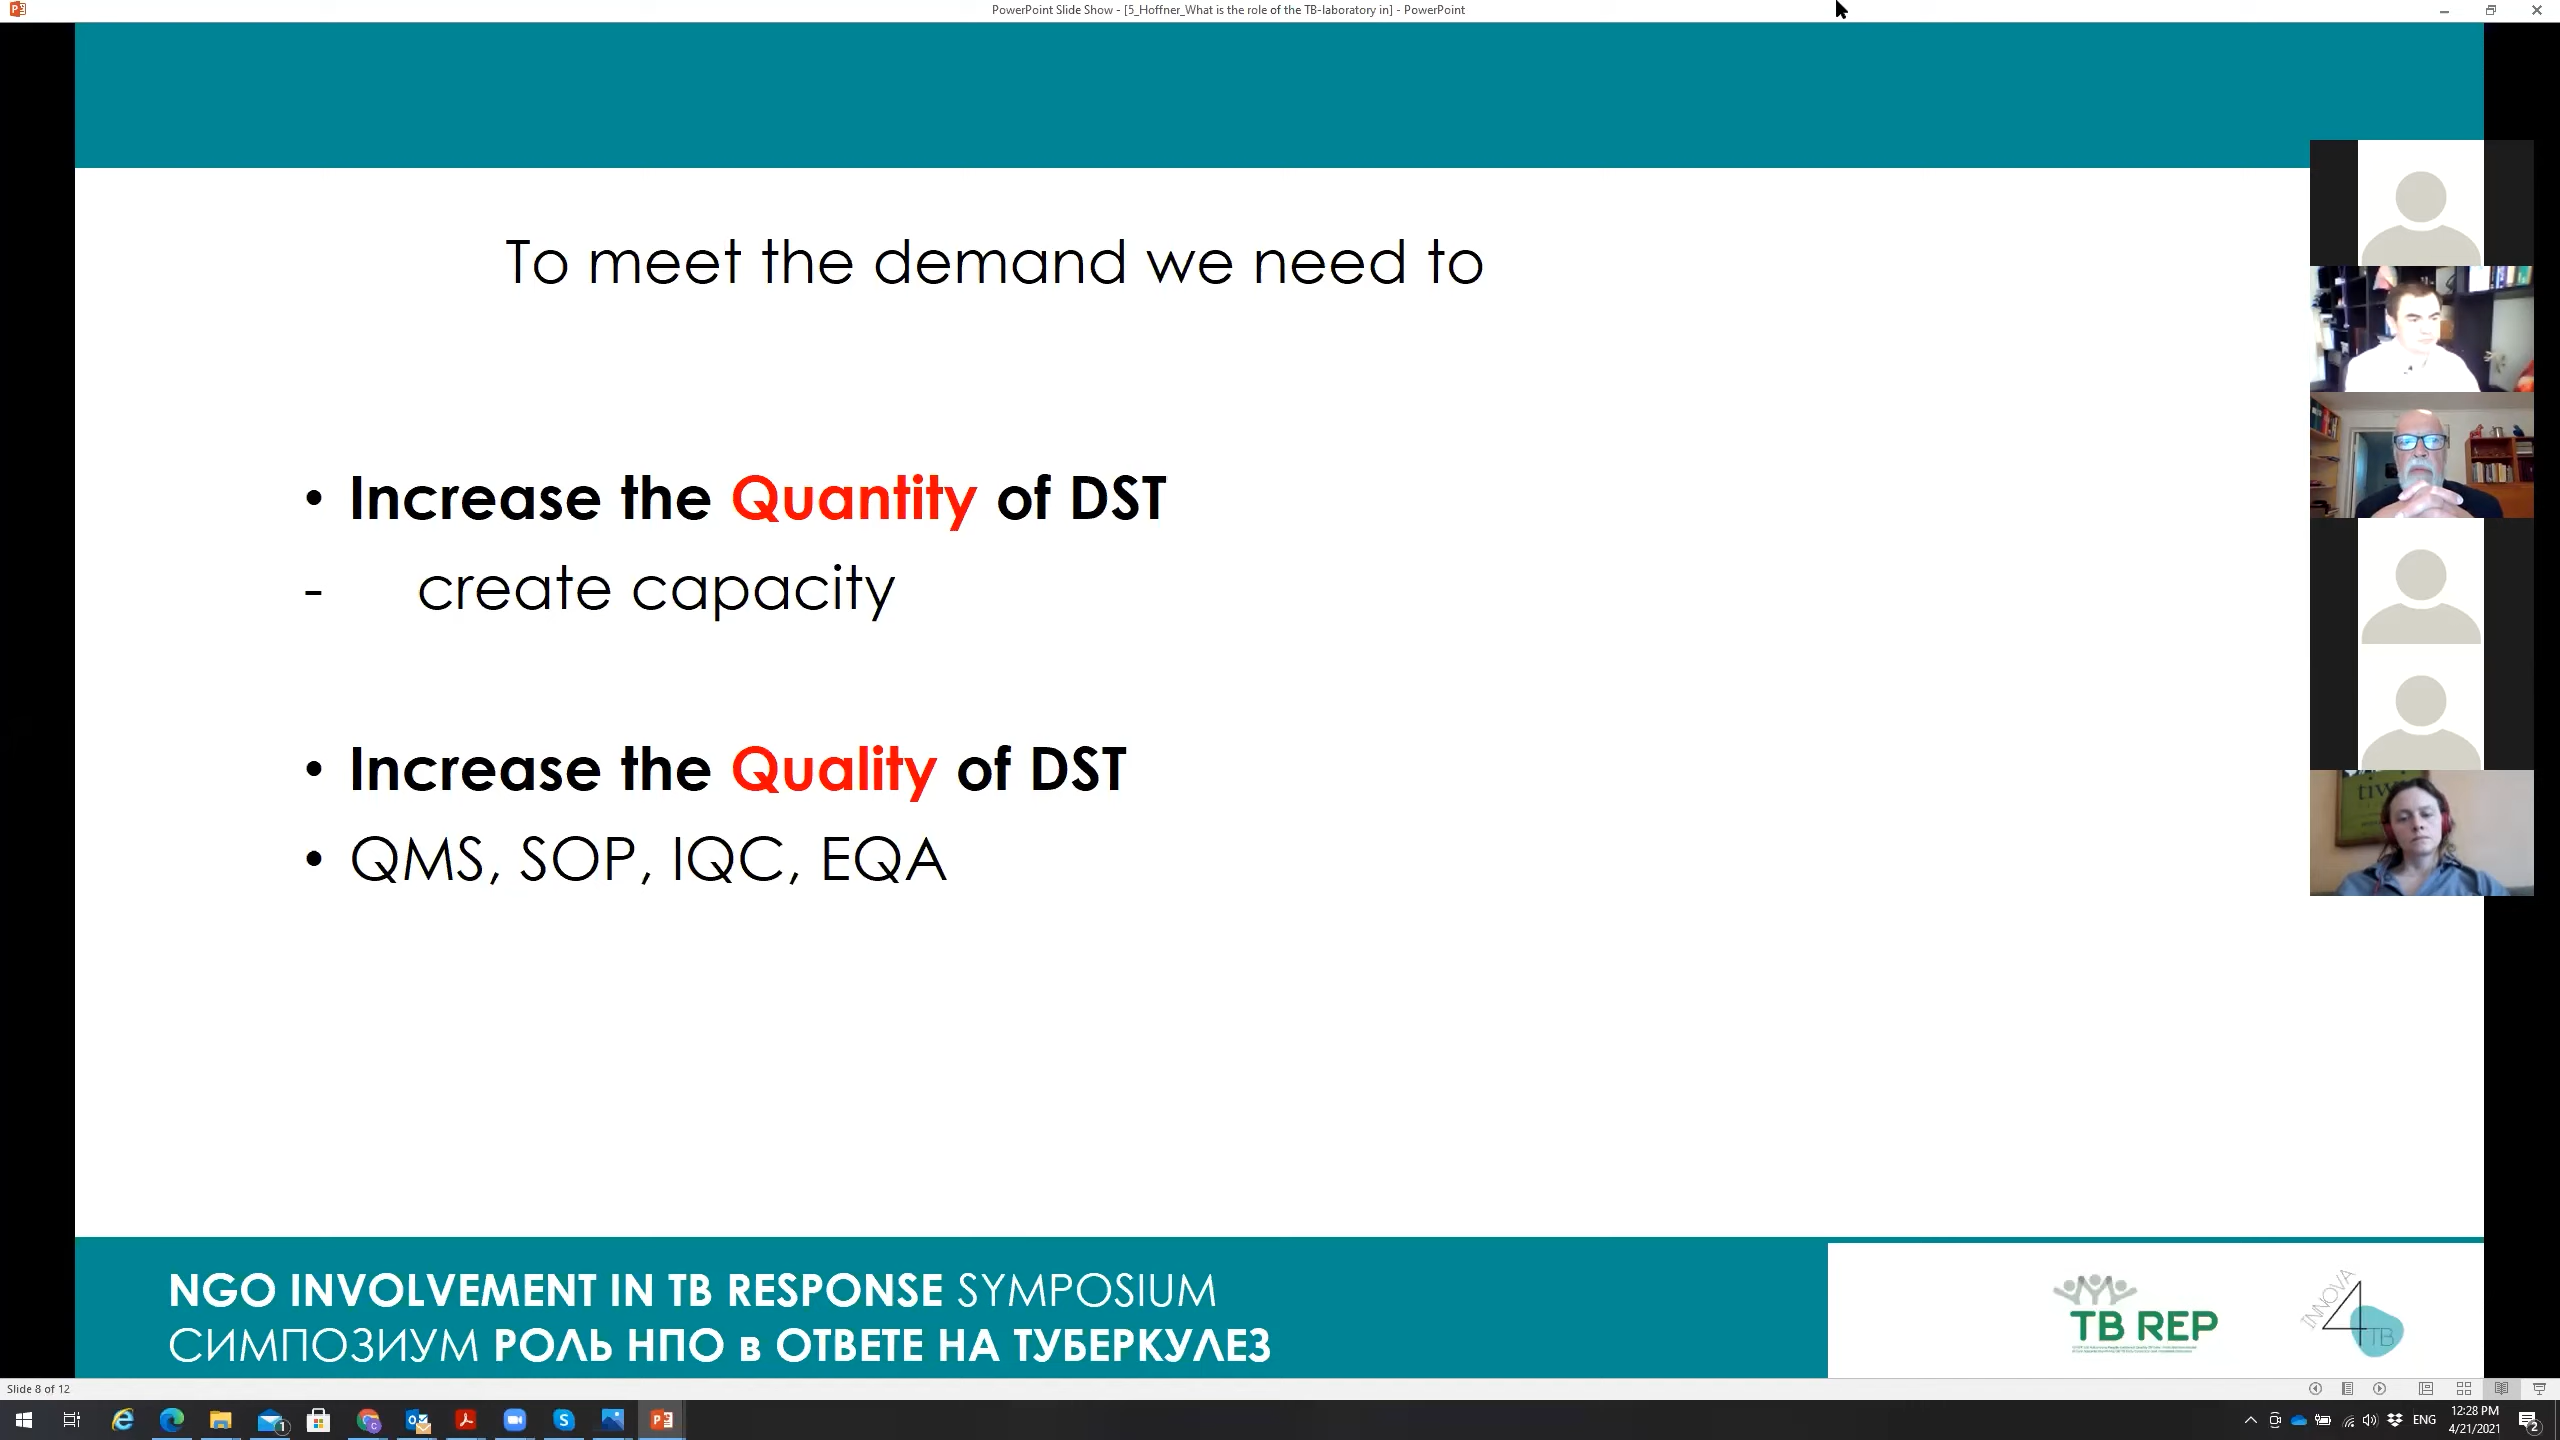 PowerPoint Slide Show - [5_Hoffner_What is the role of the TB-laboratory in] - PowerPoint
To meet the demand we need to
• Increase the Quantity of DST
- create capacity
• Increase the Quality of DST
• QMS, SOP, IQC, EQA
NGO INVOLVEMENT IN TB RESPONSE SYMPOSIUM
СИМПОЗИУМ РОЛЬ НПО в ОТВЕТЕ НА ТУБЕРКУЛЕЗ
TB REP
INNOVA
4
TB
Slide 8 of 12
ENG
12:28 PM
4/21/2021